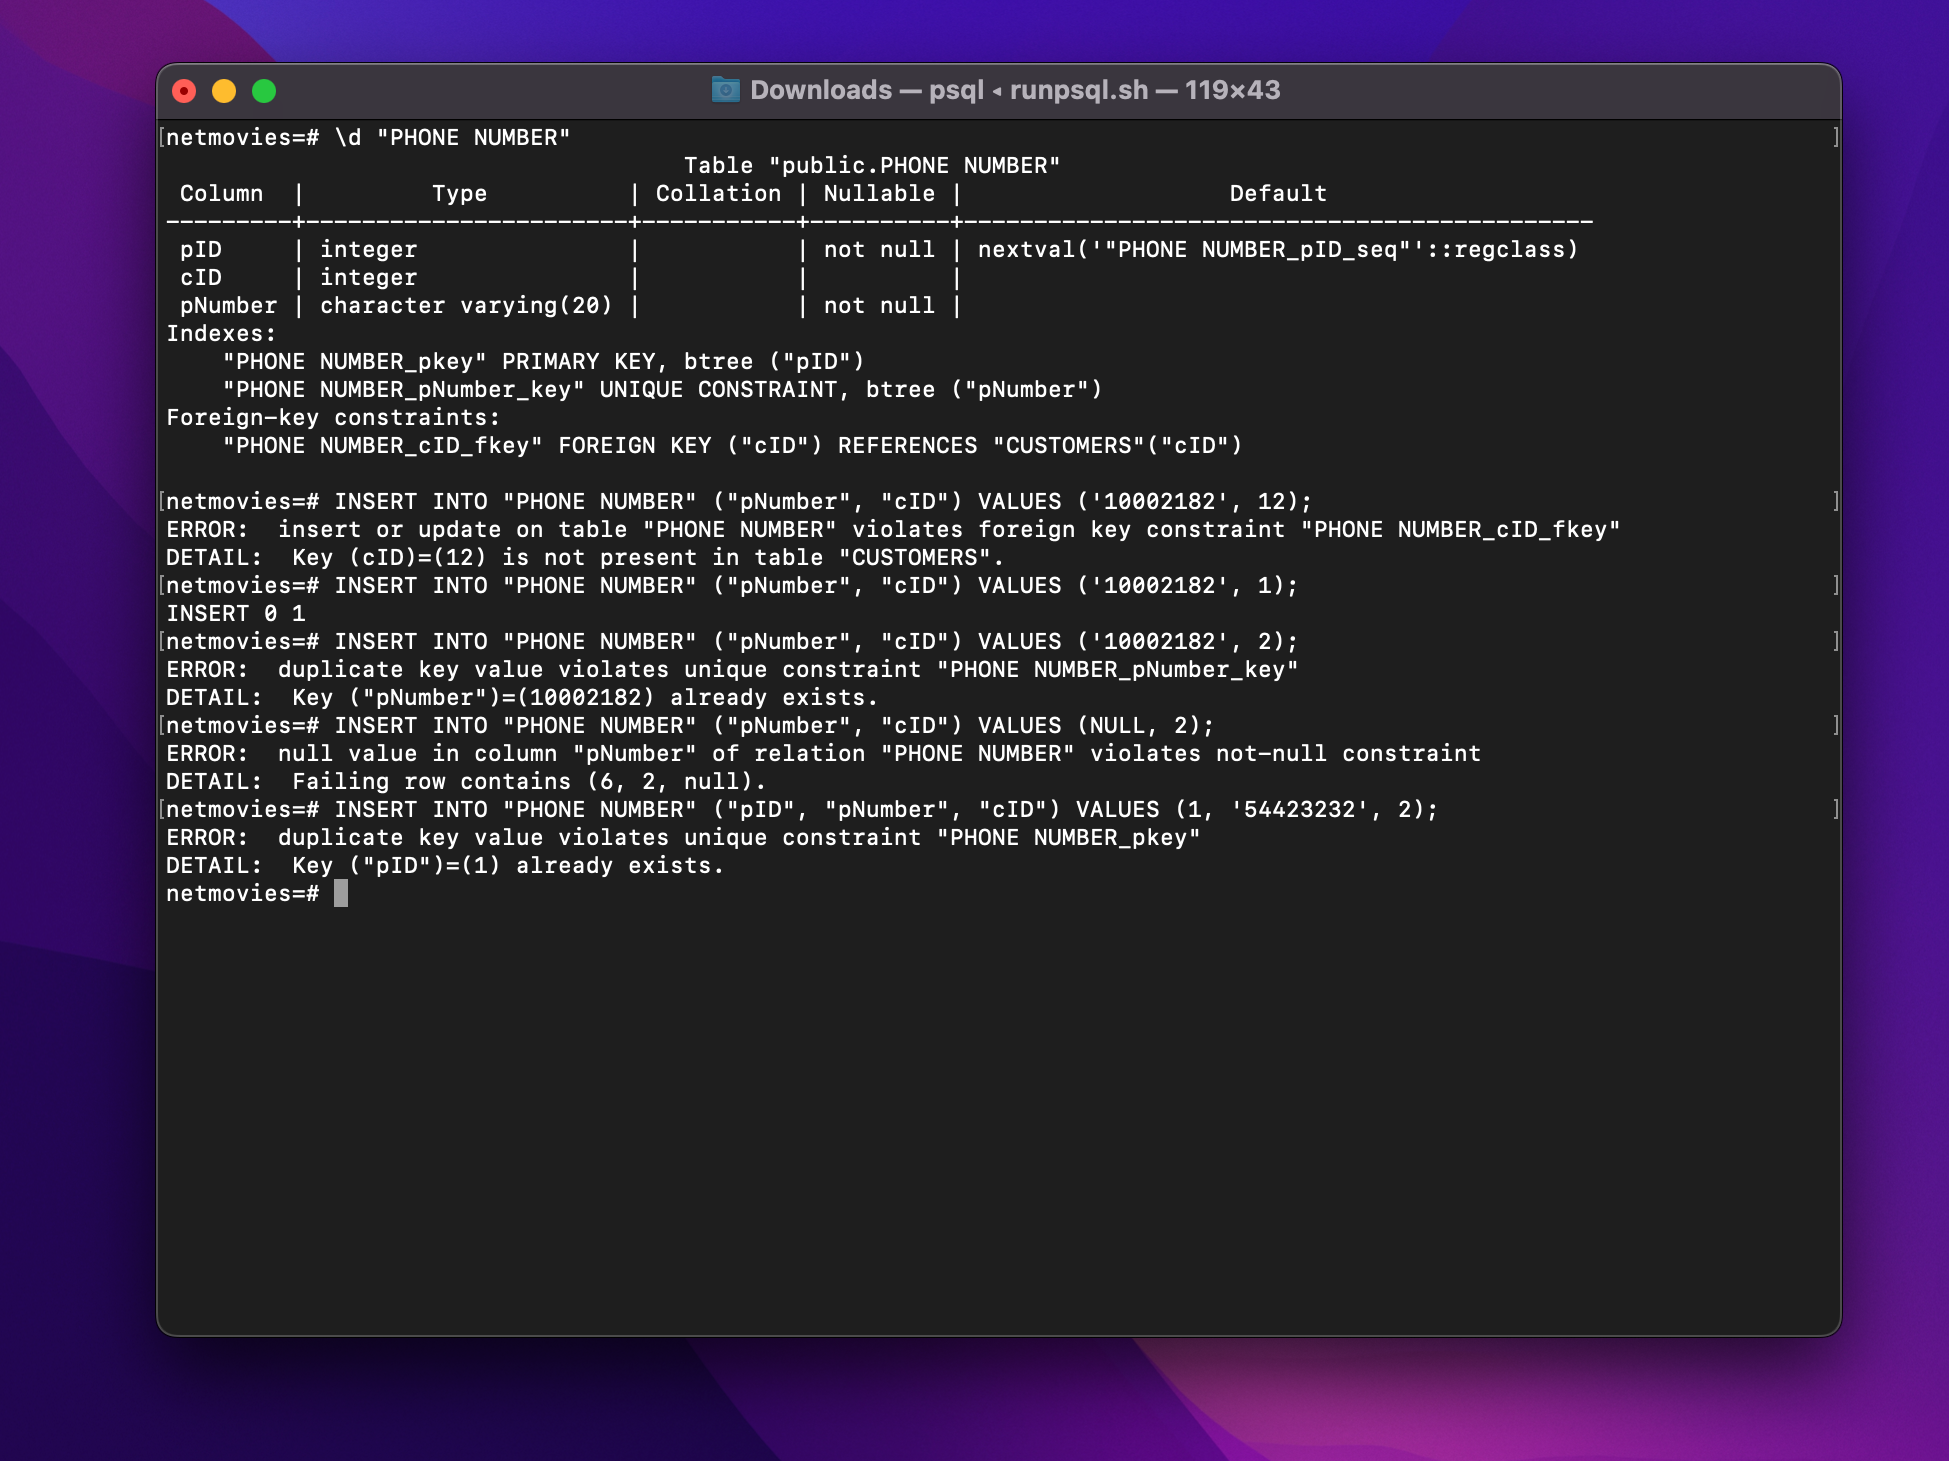 Downloads — psql ◂ runpsql.sh — 119×43
[netmovies=# \d "PHONE NUMBER" ]
                                     Table "public.PHONE NUMBER"
 Column  |         Type          | Collation | Nullable |                   Default
---------+-----------------------+-----------+----------+---------------------------------------------
 pID     | integer               |           | not null | nextval('"PHONE NUMBER_pID_seq"'::regclass)
 cID     | integer               |           |          |
 pNumber | character varying(20) |           | not null |
Indexes:
    "PHONE NUMBER_pkey" PRIMARY KEY, btree ("pID")
    "PHONE NUMBER_pNumber_key" UNIQUE CONSTRAINT, btree ("pNumber")
Foreign-key constraints:
    "PHONE NUMBER_cID_fkey" FOREIGN KEY ("cID") REFERENCES "CUSTOMERS"("cID")
[netmovies=# INSERT INTO "PHONE NUMBER" ("pNumber", "cID") VALUES ('10002182', 12); ]
ERROR:  insert or update on table "PHONE NUMBER" violates foreign key constraint "PHONE NUMBER_cID_fkey"
DETAIL:  Key (cID)=(12) is not present in table "CUSTOMERS".
[netmovies=# INSERT INTO "PHONE NUMBER" ("pNumber", "cID") VALUES ('10002182', 1); ]
INSERT 0 1
[netmovies=# INSERT INTO "PHONE NUMBER" ("pNumber", "cID") VALUES ('10002182', 2); ]
ERROR:  duplicate key value violates unique constraint "PHONE NUMBER_pNumber_key"
DETAIL:  Key ("pNumber")=(10002182) already exists.
[netmovies=# INSERT INTO "PHONE NUMBER" ("pNumber", "cID") VALUES (NULL, 2); ]
ERROR:  null value in column "pNumber" of relation "PHONE NUMBER" violates not-null constraint
DETAIL:  Failing row contains (6, 2, null).
[netmovies=# INSERT INTO "PHONE NUMBER" ("pID", "pNumber", "cID") VALUES (1, '54423232', 2); ]
ERROR:  duplicate key value violates unique constraint "PHONE NUMBER_pkey"
DETAIL:  Key ("pID")=(1) already exists.
netmovies=#